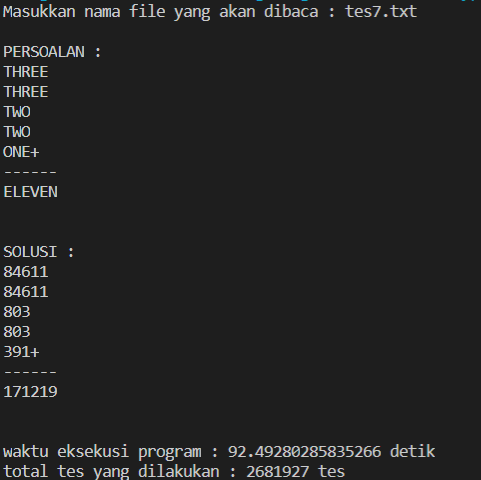 Masukkan nama file yang akan dibaca : tes7.txt
PERSOALAN :
THREE
THREE
TWO
TWO
ONE+
------
ELEVEN
SOLUSI :
84611
84611
803
803
391+
------
171219
waktu eksekusi program : 92.49280285835266 detik
total tes yang dilakukan : 2681927 tes